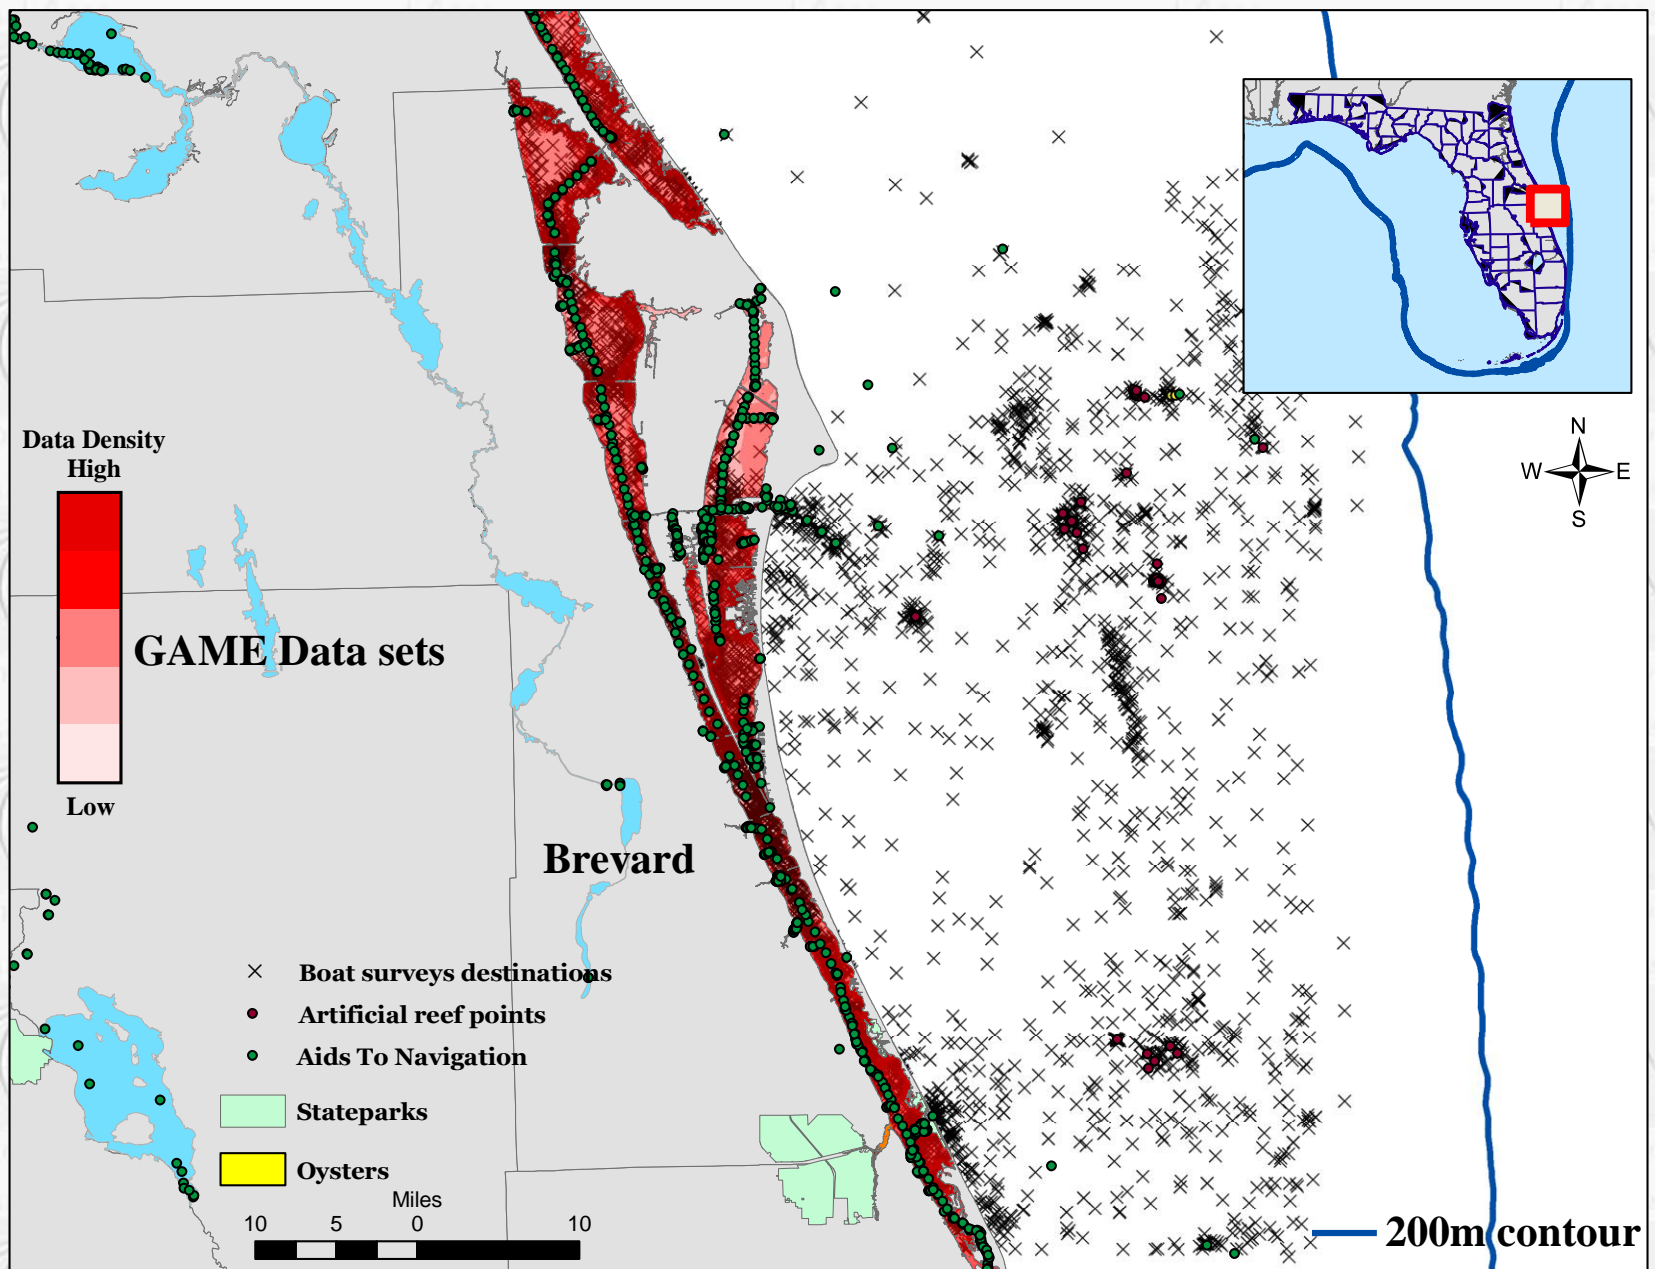 N
W E
S
Data Density
High
GAME Data sets
Low
Brevard
Boat surveys destinations
Artificial reef points
Aids To Navigation
Stateparks
Oysters
Miles
10 5 0 10
200m contour